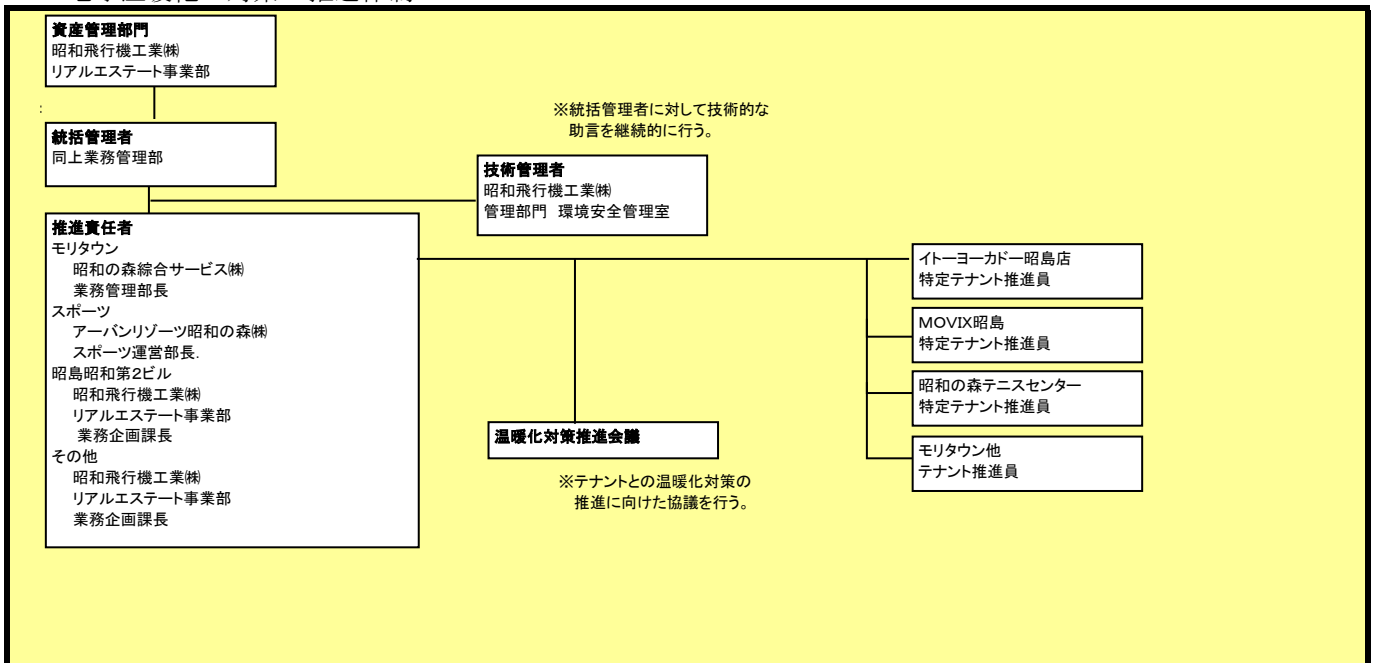 資産管理部門
昭和飛行機工業㈱
リアルエステート事業部
:
統括管理者
同上業務管理部
※統括管理者に対して技術的な
助言を継続的に行う。
技術管理者
昭和飛行機工業㈱
管理部門 環境安全管理室
推進責任者
モリタウン
昭和の森綜合サービス㈱
業務管理部長
スポーツ
アーバンリゾーツ昭和の森㈱
スポーツ運営部長.
昭島昭和第2ビル
昭和飛行機工業㈱
リアルエステート事業部
業務企画課長
その他
昭和飛行機工業㈱
リアルエステート事業部
業務企画課長
温暖化対策推進会議
※テナントとの温暖化対策の
推進に向けた協議を行う。
イトーヨーカドー昭島店
特定テナント推進員
MOVIX昭島
特定テナント推進員
昭和の森テニスセンター
特定テナント推進員
モリタウン他
テナント推進員